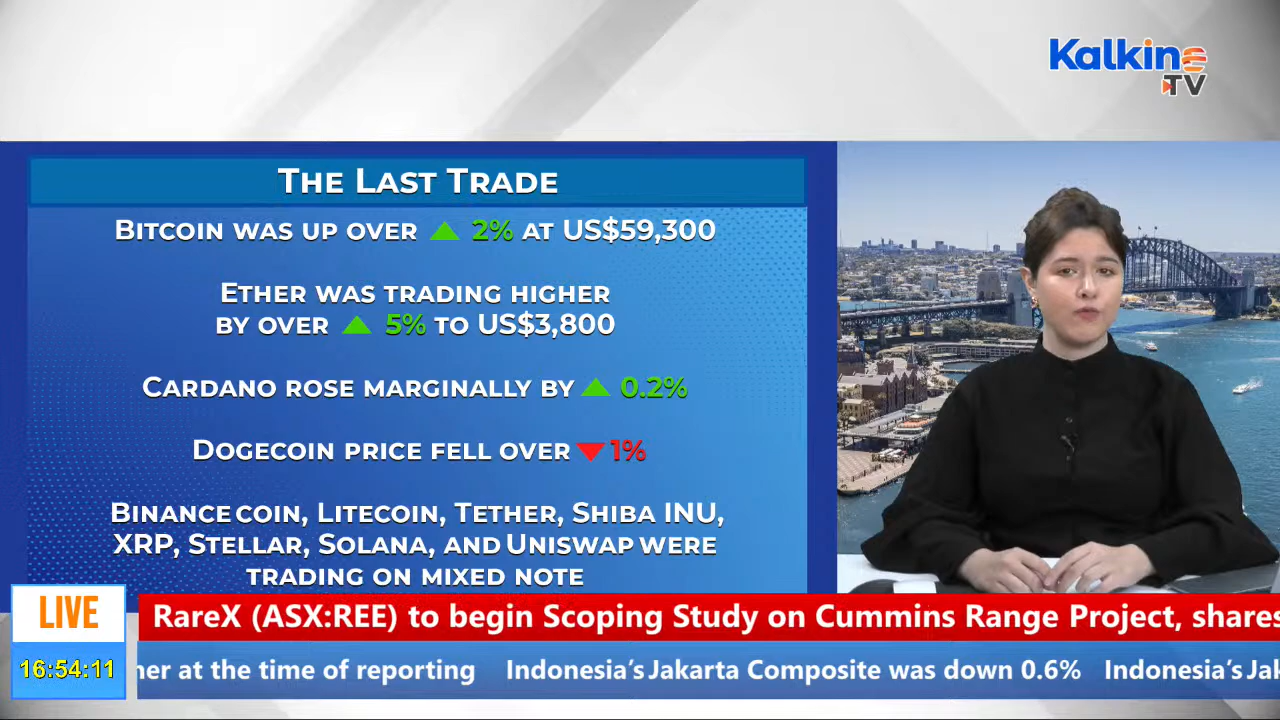 Kalkine
TV
THE LAST TRADE
BITCOIN WAS UP OVER ▲ 2% AT US$59,300
ETHER WAS TRADING HIGHER
BY OVER ▲ 5% TO US$3,800
CARDANO ROSE MARGINALLY BY ▲ 0.2%
DOGECOIN PRICE FELL OVER ▼ 1%
BINANCE COIN, LITECOIN, TETHER, SHIBA INU,
XRP, STELLAR, SOLANA, AND UNISWAP WERE
TRADING ON MIXED NOTE
LIVE
RareX (ASX:REE) to begin Scoping Study on Cummins Range Project, shares
16:54:11
at the time of reporting Indonesia's Jakarta Composite was down 0.6% Indonesia's